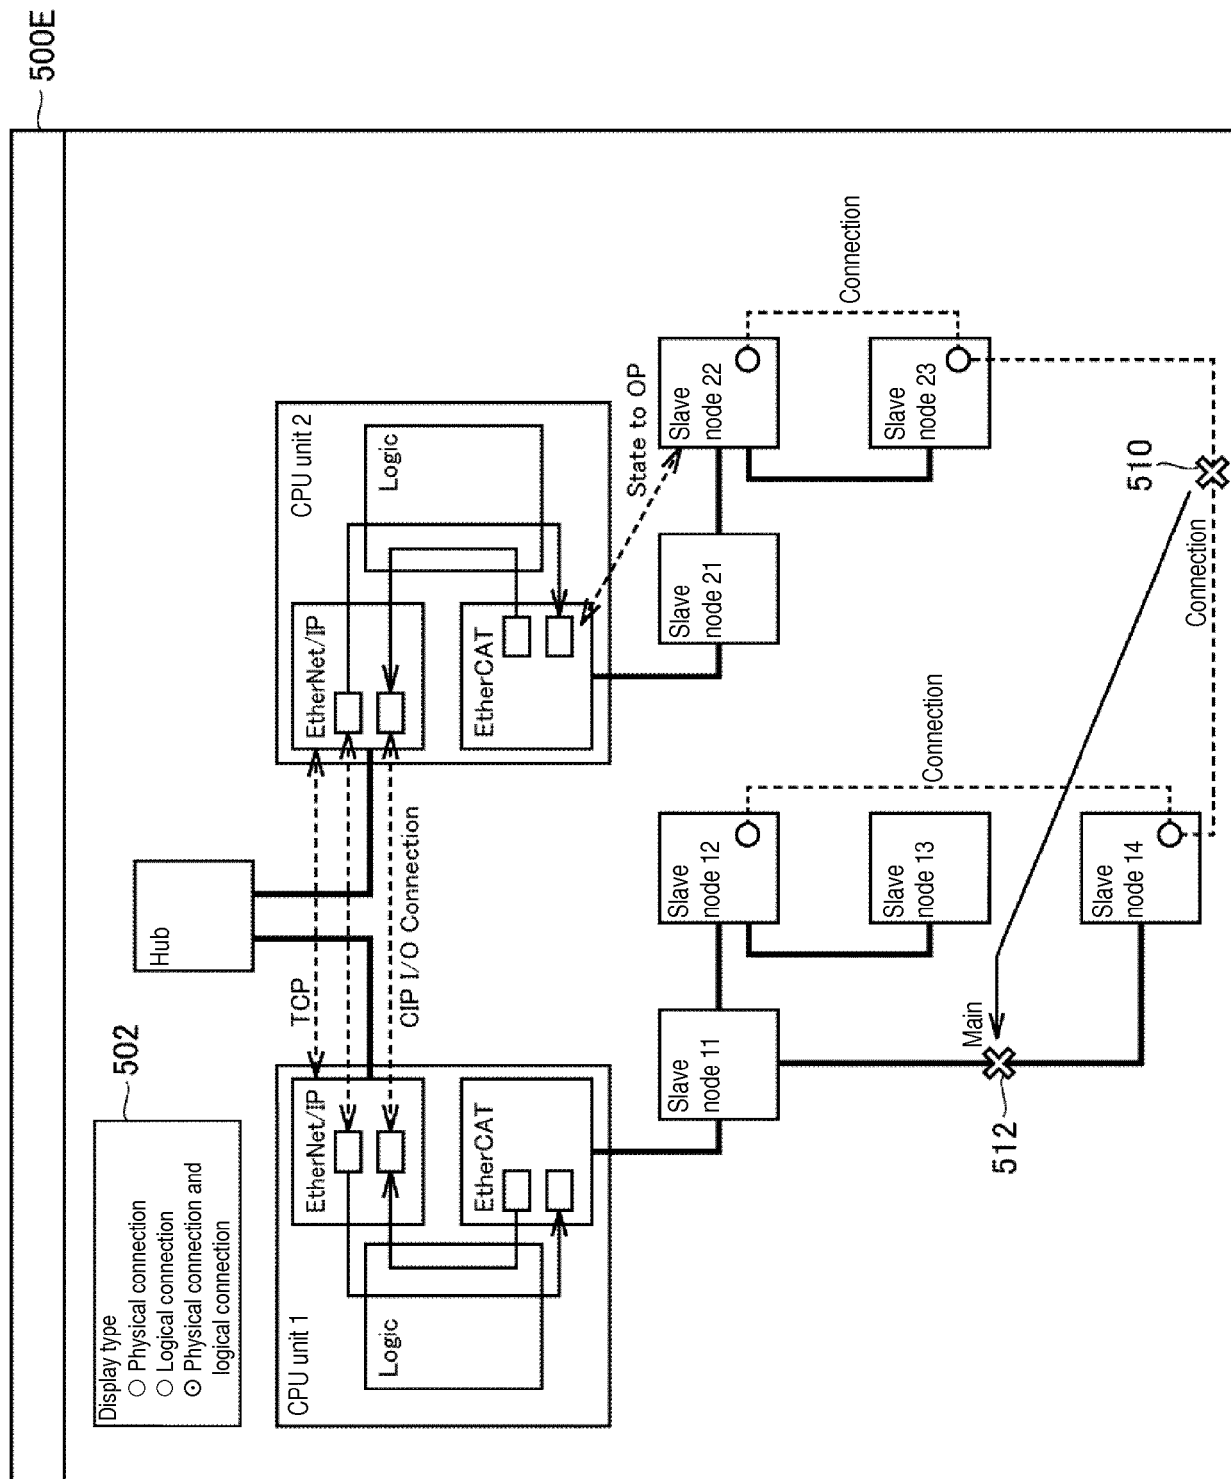 500E
Display type
Physical connection
Logical connection
Physical connection and
logical connection
502
Hub
TCP
CIP I/O Connection
CPU unit 1
Logic
EtherNet/IP
EtherCAT
CPU unit 2
EtherNet/IP
Logic
EtherCAT
State to OP
Slave
node 11
Slave
node 12
Slave
node 13
Slave
node 14
Slave
node 21
Slave
node 22
Slave
node 23
Connection
Connection
Connection
Main
512
510